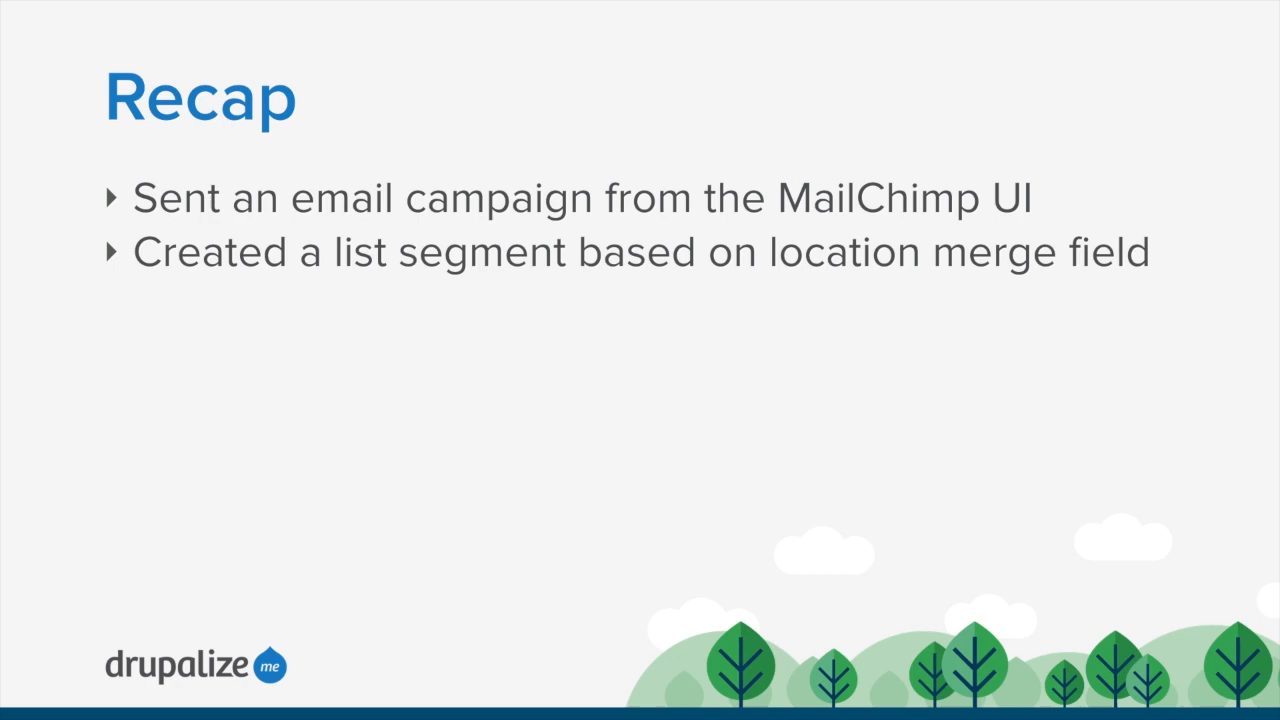 Recap
‣ Sent an email campaign from the MailChimp UI
‣ Created a list segment based on location merge field
drupalize me